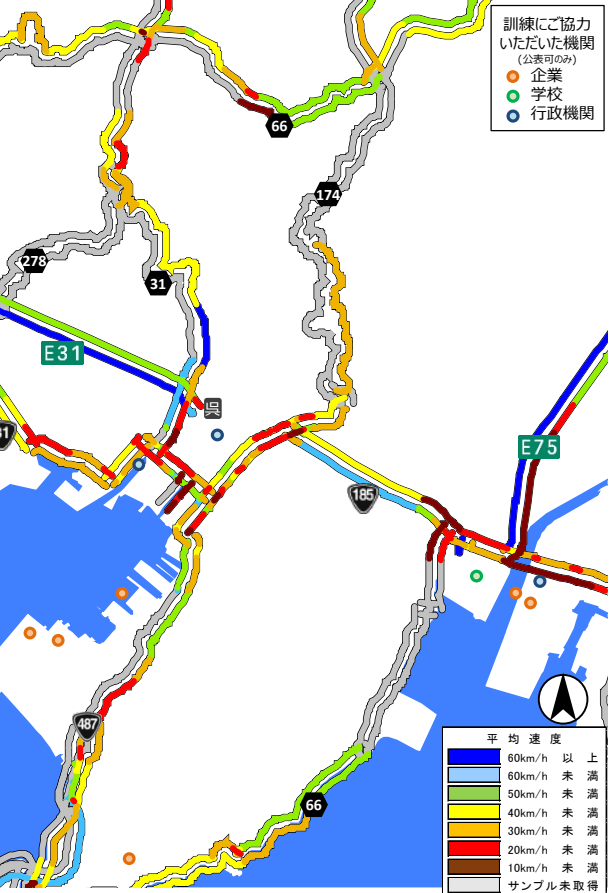 訓練にご協力
いただいた機関
(公表可のみ)
企業
学校
行政機関
66
174
278
31
E31
呉
31
E75
185
487
66
平均速度
60km/h 以上
60km/h 未満
50km/h 未満
40km/h 未満
30km/h 未満
20km/h 未満
10km/h 未満
サンプル未取得